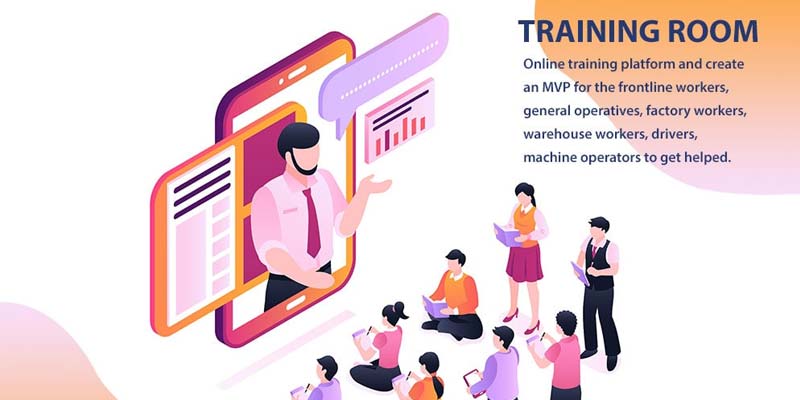 TRAINING ROOM
Online training platform and create
an MVP for the frontline workers,
general operatives, factory workers,
warehouse workers, drivers,
machine operators to get helped.